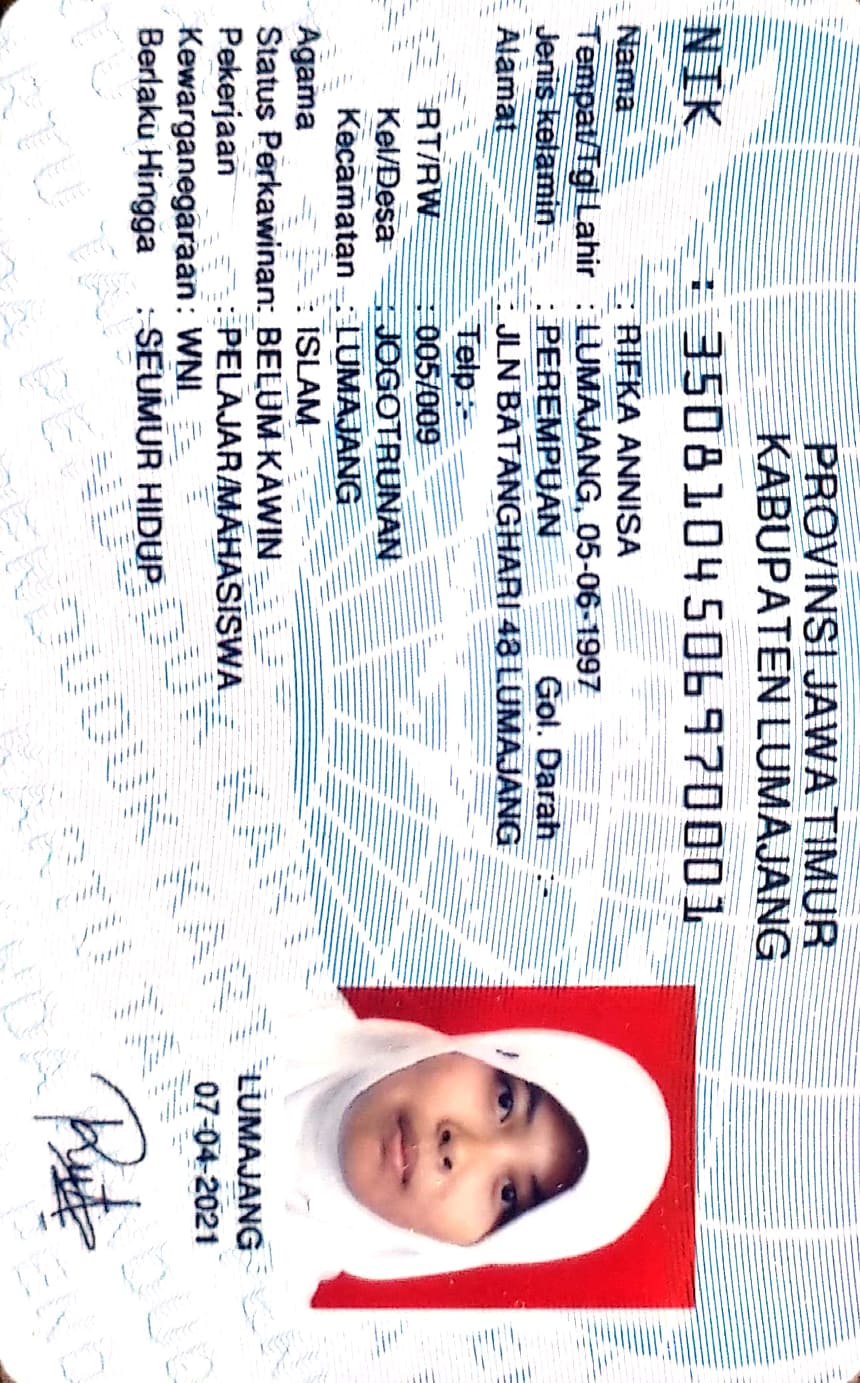 PROVINSI JAWA TIMUR
KABUPATEN LUMAJANG
NIK : 3508104506970001
Nama : RIFKA ANNISA
Tempat/Tgl Lahir : LUMAJANG, 05-06-1997
Jenis kelamin : PEREMPUAN Gol. Darah :-
Alamat : JLN BATANGHARI 48 LUMAJANG
Telp :-
RT/RW : 005/009
Kel/Desa : JOGOTRUNAN
Kecamatan : LUMAJANG
Agama : ISLAM
Status Perkawinan: BELUM KAWIN
Pekerjaan : PELAJAR/MAHASISWA
Kewarganegaraan : WNI
Berlaku Hingga : SEUMUR HIDUP
LUMAJANG
07-04-2021